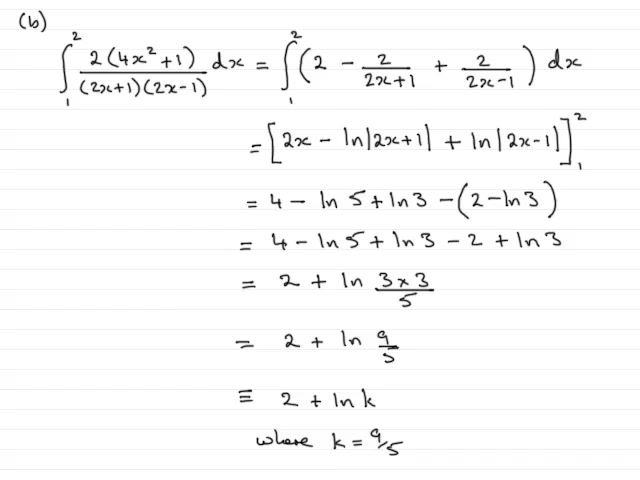 (b)
∫₁² 2(4x²+1)/((2x+1)(2x-1)) dx = ∫₁² (2 - 2/(2x+1) + 2/(2x-1)) dx
= [2x - ln|2x+1| + ln|2x-1|]₁²
= 4 - ln 5 + ln 3 - (2 - ln 3)
= 4 - ln 5 + ln 3 - 2 + ln 3
= 2 + ln (3×3)/5
= 2 + ln 9/5
≡ 2 + ln k
where k = 9/5